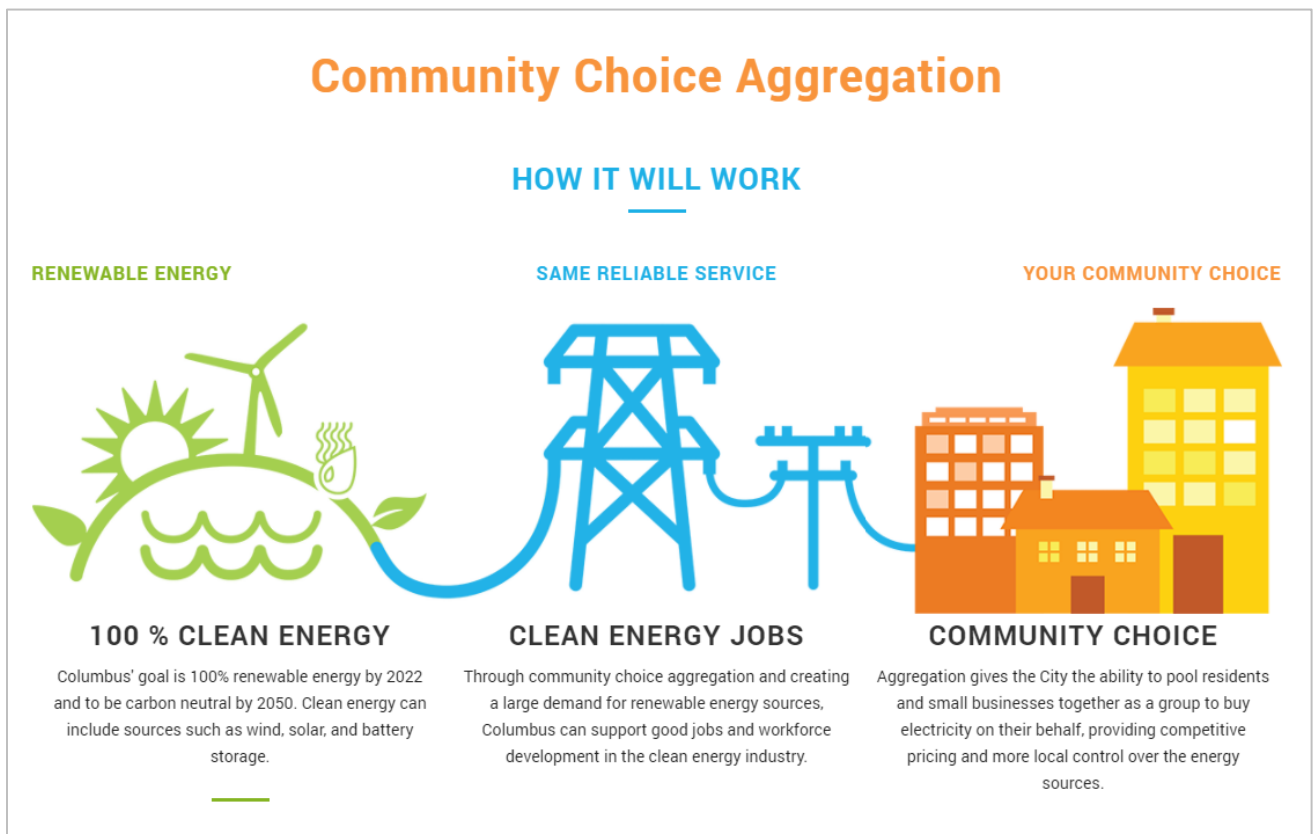 Community Choice Aggregation
HOW IT WILL WORK
RENEWABLE ENERGY
SAME RELIABLE SERVICE
YOUR COMMUNITY CHOICE
100 % CLEAN ENERGY
Columbus' goal is 100% renewable energy by 2022
and to be carbon neutral by 2050. Clean energy can
include sources such as wind, solar, and battery
storage.
CLEAN ENERGY JOBS
Through community choice aggregation and creating
a large demand for renewable energy sources,
Columbus can support good jobs and workforce
development in the clean energy industry.
COMMUNITY CHOICE
Aggregation gives the City the ability to pool residents
and small businesses together as a group to buy
electricity on their behalf, providing competitive
pricing and more local control over the energy
sources.